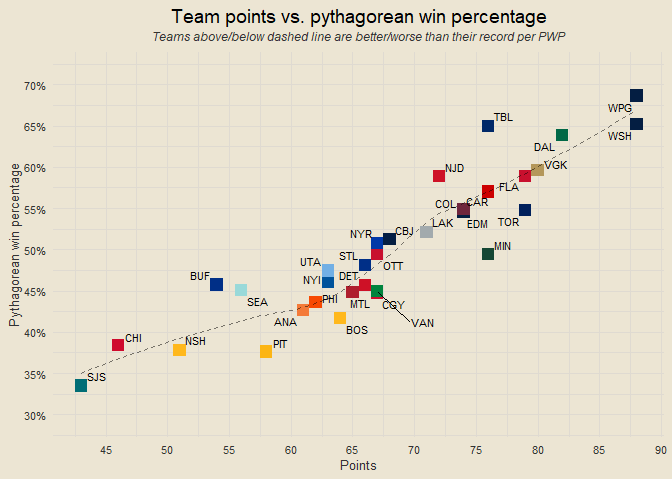 Team points vs. pythagorean win percentage
Teams above/below dashed line are better/worse than their record per PWP
Pythagorean win percentage
70%
65%
60%
55%
50%
45%
40%
35%
30%
WPG
TBL
WSH
DAL
NJD
VGK
FLA
COL
CAR
LAK
EDM
TOR
NYR
CBJ
MIN
UTA
STL
OTT
BUF
NYI
DET
SEA
PHI
MTL
CGY
ANA
VAN
BOS
CHI
NSH
PIT
SJS
45
50
55
60
65
70
75
80
85
90
Points